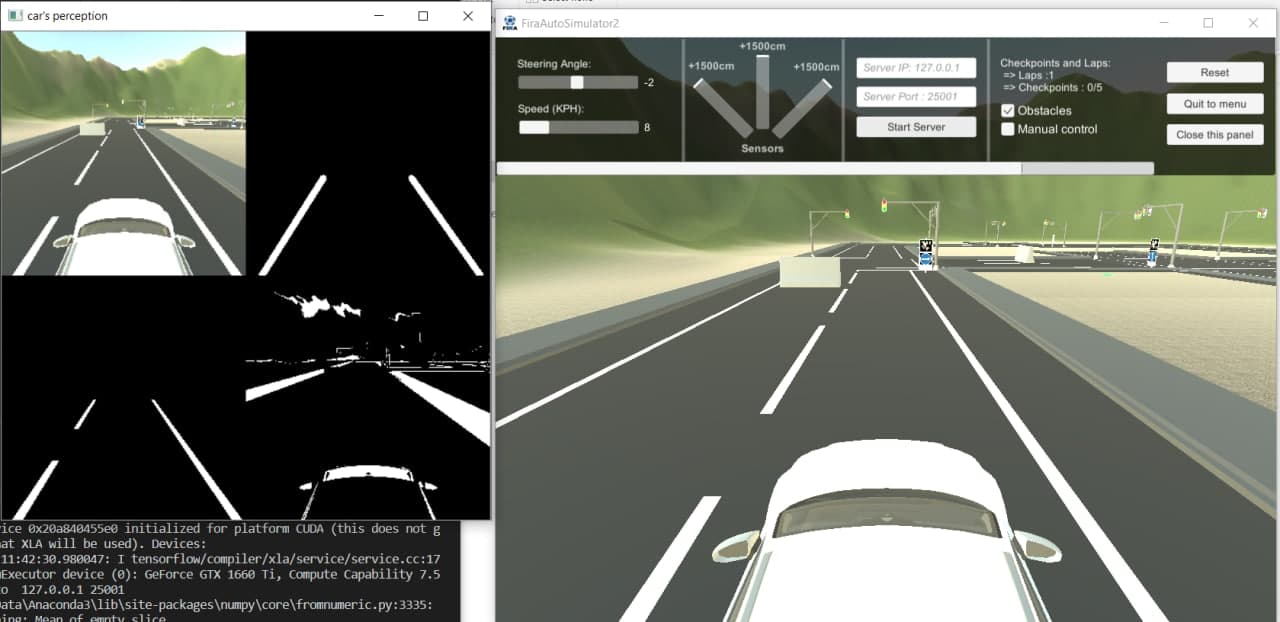 car's perception
FiraAutoSimulator2
Steering Angle:
-2
Speed (KPH):
8
+1500cm
+1500cm
+1500cm
Sensors
Server IP: 127.0.0.1
Server Port : 25001
Start Server
Checkpoints and Laps:
=> Laps :1
=> Checkpoints : 0/5
Obstacles
Manual control
Reset
Quit to menu
Close this panel
vice 0x20a840455e0 initialized for platform CUDA (this does not g
hat XLA will be used). Devices:
11:42:30.980047: I tensorflow/compiler/xla/service/service.cc:17
Executor device (0): GeForce GTX 1660 Ti, Compute Capability 7.5
to 127.0.0.1 25001
Data\Anaconda3\lib\site-packages\numpy\core\fromnumeric.py:3335:
ning: Mean of empty slice